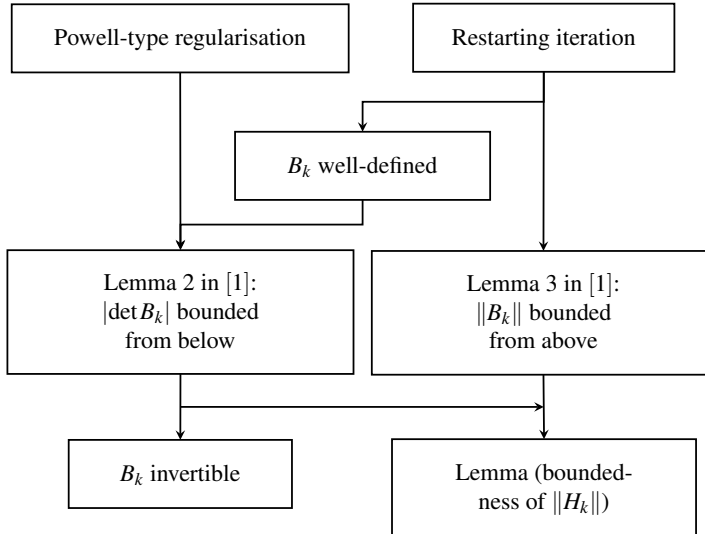 Powell-type regularisation
Restarting iteration
B_k well-defined
Lemma 2 in [1]:
|det B_k| bounded
from below
Lemma 3 in [1]:
‖B_k‖ bounded
from above
B_k invertible
Lemma (bounded-
ness of ‖H_k‖)